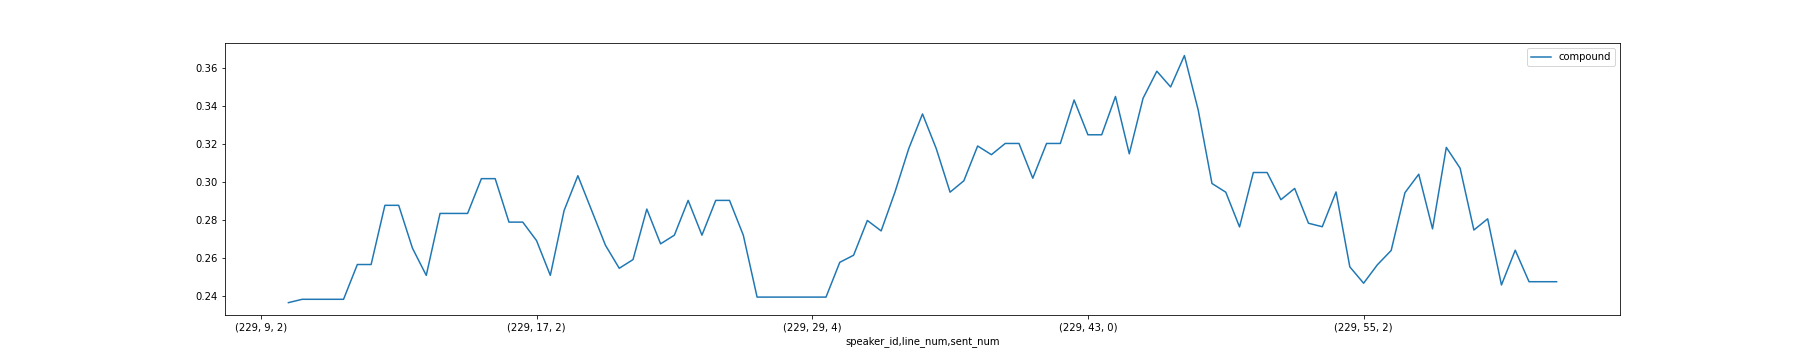 compound
0.36
0.34
0.32
0.30
0.28
0.26
0.24
(229, 9, 2) (229, 17, 2) (229, 29, 4) (229, 43, 0) (229, 55, 2)
speaker_id,line_num,sent_num